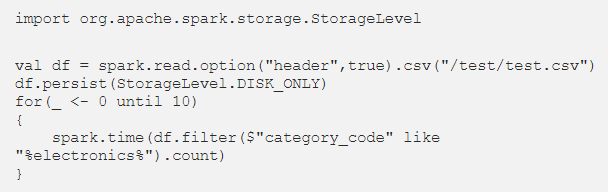 import org.apache.spark.storage.StorageLevel
val df = spark.read.option("header",true).csv("/test/test.csv")
df.persist(StorageLevel.DISK_ONLY)
for(_ <- 0 until 10)
{
    spark.time(df.filter($"category_code" like
"%electronics%").count)
}